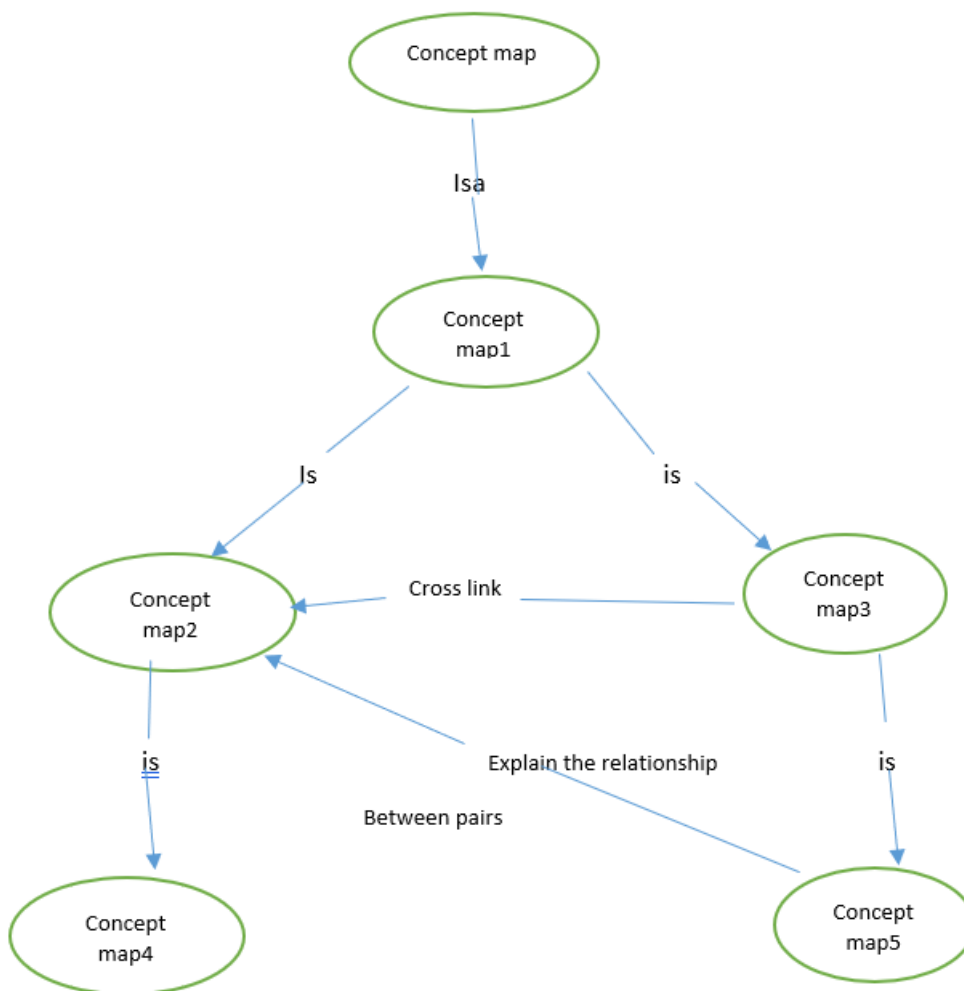 Concept map
Isa
Concept
map1
Is
is
Concept
map2
Cross link
Concept
map3
is
Explain the relationship
is
Between pairs
Concept
map4
Concept
map5